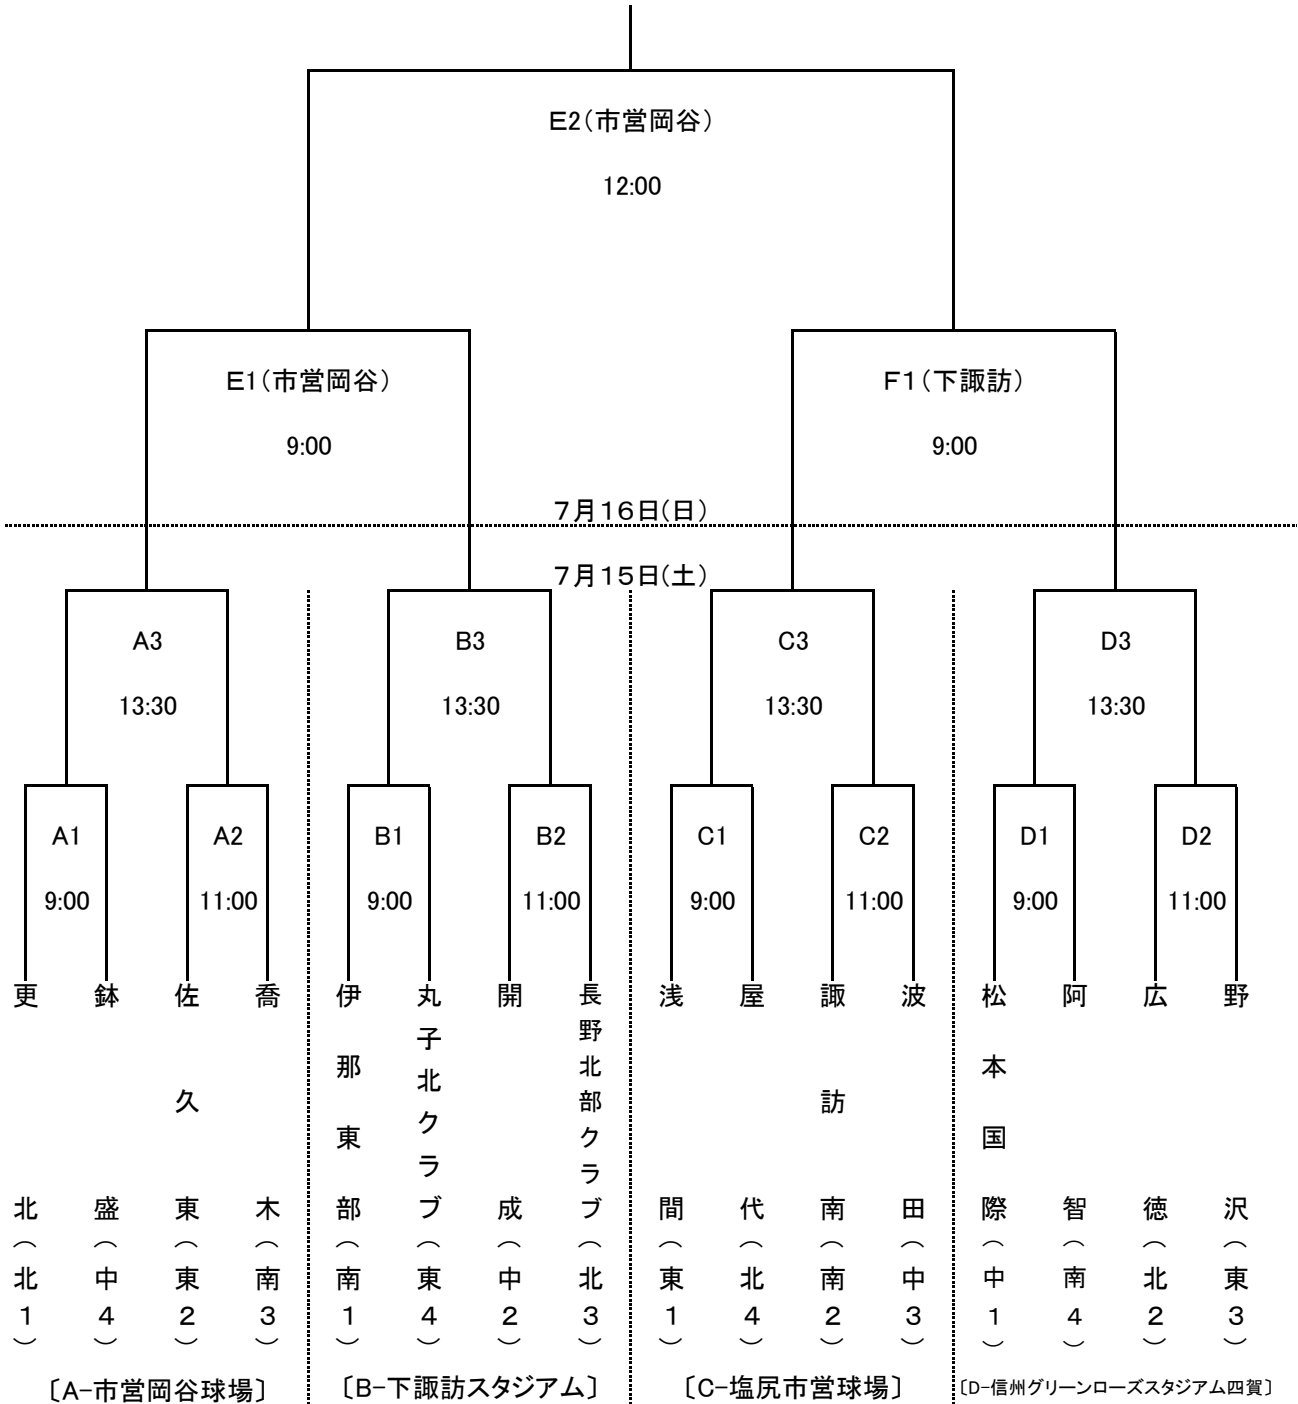 E2(市営岡谷)
12:00
E1(市営岡谷)
F1(下諏訪)
9:00
9:00
7月16日(日)
7月15日(土)
A3
B3
C3
D3
13:30
13:30
13:30
13:30
A1
A2
B1
B2
C1
C2
D1
D2
9:00
11:00
9:00
11:00
9:00
11:00
9:00
11:00
更北(北1)
鉢盛(中4)
佐久東(東2)
喬木(南3)
伊那東部(南1)
丸子北クラブ(東4)
開成(中2)
長野北部クラブ(北3)
浅間(東1)
屋代(北4)
諏訪南(南2)
波田(中3)
松本国際(中1)
阿智(南4)
広徳(北2)
野沢(東3)
〔A-市営岡谷球場〕
〔B-下諏訪スタジアム〕
〔C-塩尻市営球場〕
〔D-信州グリーンローズスタジアム四賀〕